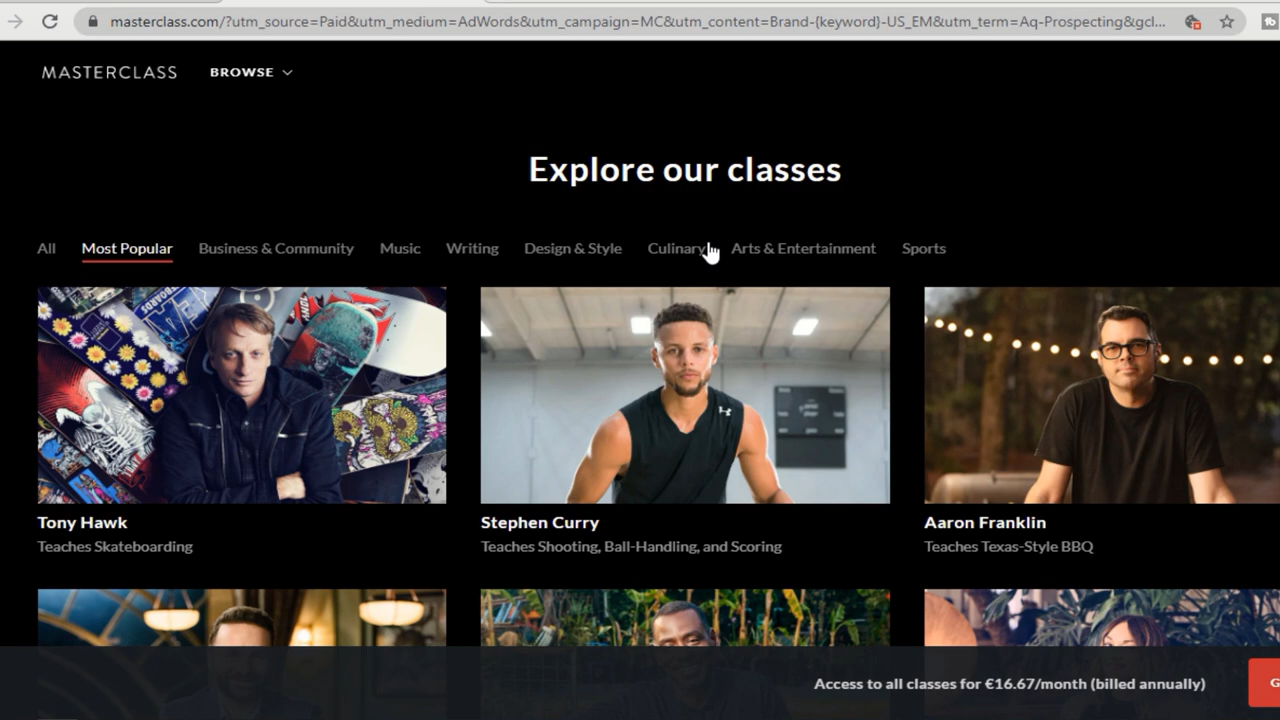 masterclass.com/?utm_source=Paid&utm_medium=AdWords&utm_campaign=MC&utm_content=Brand-{keyword}-US_EM&utm_term=Aq-Prospecting&gcl...
MASTERCLASS BROWSE
Explore our classes
All Most Popular Business & Community Music Writing Design & Style Culinary Arts & Entertainment Sports
Tony Hawk Stephen Curry Aaron Franklin
Teaches Skateboarding Teaches Shooting, Ball-Handling, and Scoring Teaches Texas-Style BBQ
Access to all classes for €16.67/month (billed annually) G